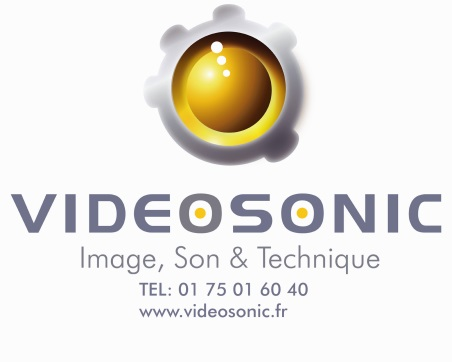 VIDEOSONIC
Image, Son & Technique
TEL: 01 75 01 60 40
www.videosonic.fr